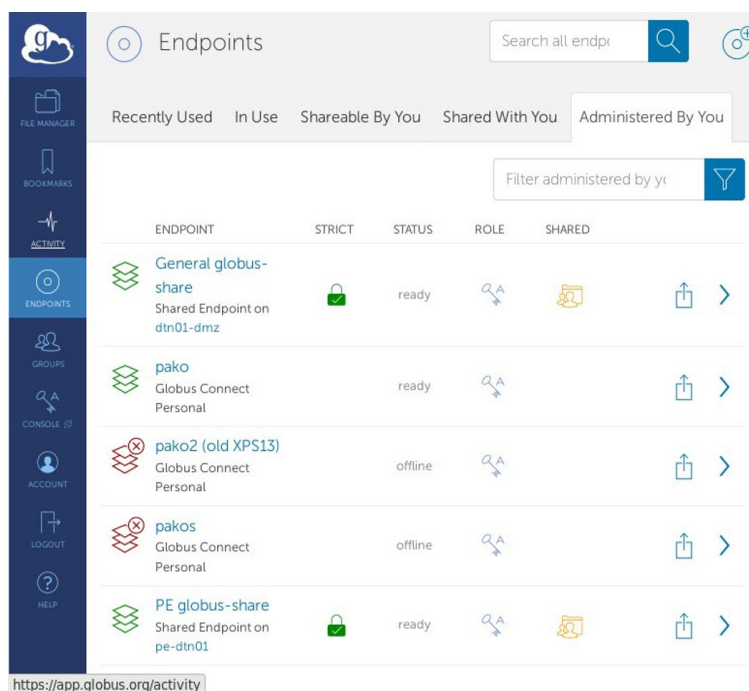 g
Endpoints
Search all endpo
FILE MANAGER
Recently Used In Use Shareable By You Shared With You Administered By You
BOOKMARKS
Filter administered by yo
ACTIVITY
ENDPOINT STRICT STATUS ROLE SHARED
General globus-
share
Shared Endpoint on
dtn01-dmz
ready
ENDPOINTS
GROUPS
pako
Globus Connect
Personal
ready
CONSOLE
pako2 (old XPS13)
Globus Connect
Personal
offline
ACCOUNT
pakos
Globus Connect
Personal
offline
LOGOUT
HELP
PE globus-share
Shared Endpoint on
pe-dtn01
ready
https://app.globus.org/activity